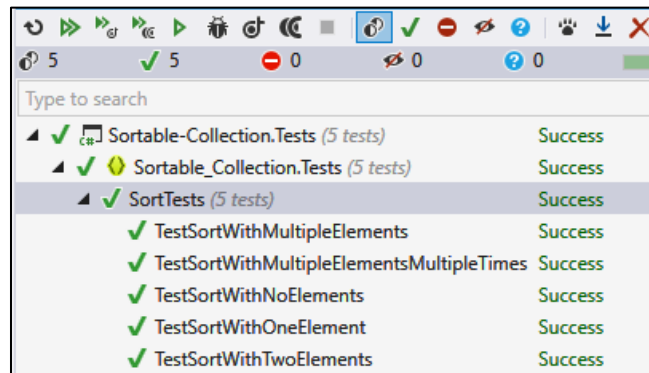 5 5 0 0 0
Type to search
Sortable-Collection.Tests (5 tests) Success
Sortable_Collection.Tests (5 tests) Success
SortTests (5 tests) Success
TestSortWithMultipleElements Success
TestSortWithMultipleElementsMultipleTimes Success
TestSortWithNoElements Success
TestSortWithOneElement Success
TestSortWithTwoElements Success